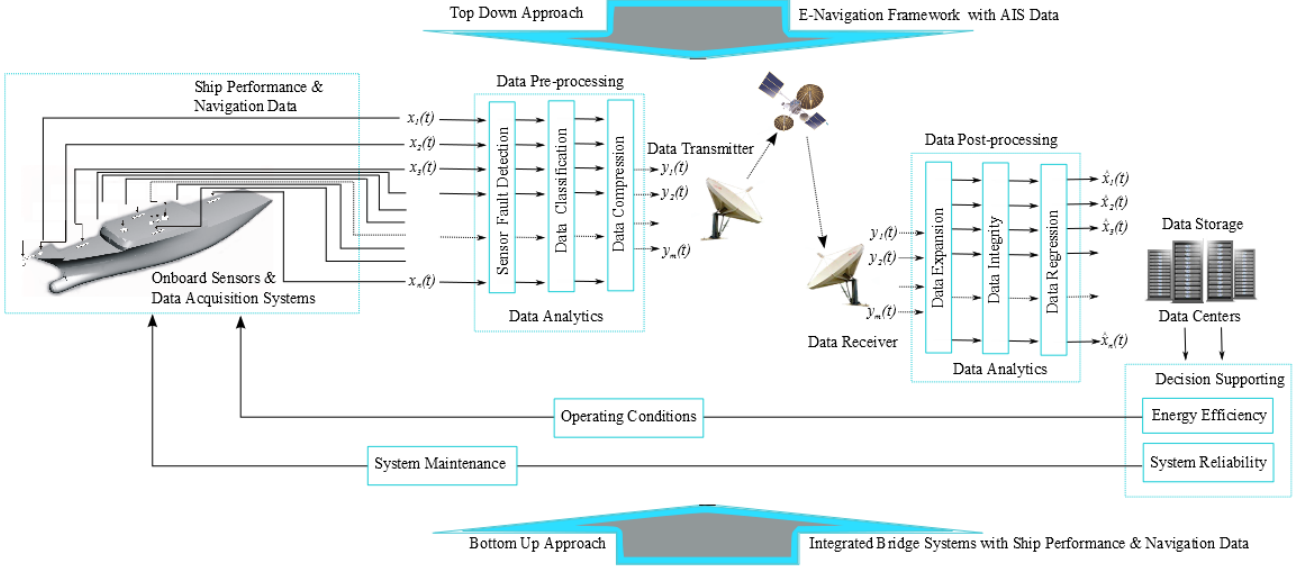 Top Down Approach
E-Navigation Framework with AIS Data
Ship Performance &
Navigation Data
x₁(t)
x₂(t)
x₃(t)
xₙ(t)
Onboard Sensors &
Data Acquisition Systems
Data Pre-processing
Sensor Fault Detection
Data Classification
Data Compression
Data Analytics
y₁(t)
y₂(t)
yₘ(t)
Data Transmitter
Data Receiver
y₁(t)
y₂(t)
yₘ(t)
Data Post-processing
Data Expansion
Data Integrity
Data Regression
Data Analytics
x̂₁(t)
x̂₂(t)
x̂₃(t)
x̂ₙ(t)
Data Storage
Data Centers
Decision Supporting
Energy Efficiency
System Reliability
Operating Conditions
System Maintenance
Bottom Up Approach
Integrated Bridge Systems with Ship Performance & Navigation Data